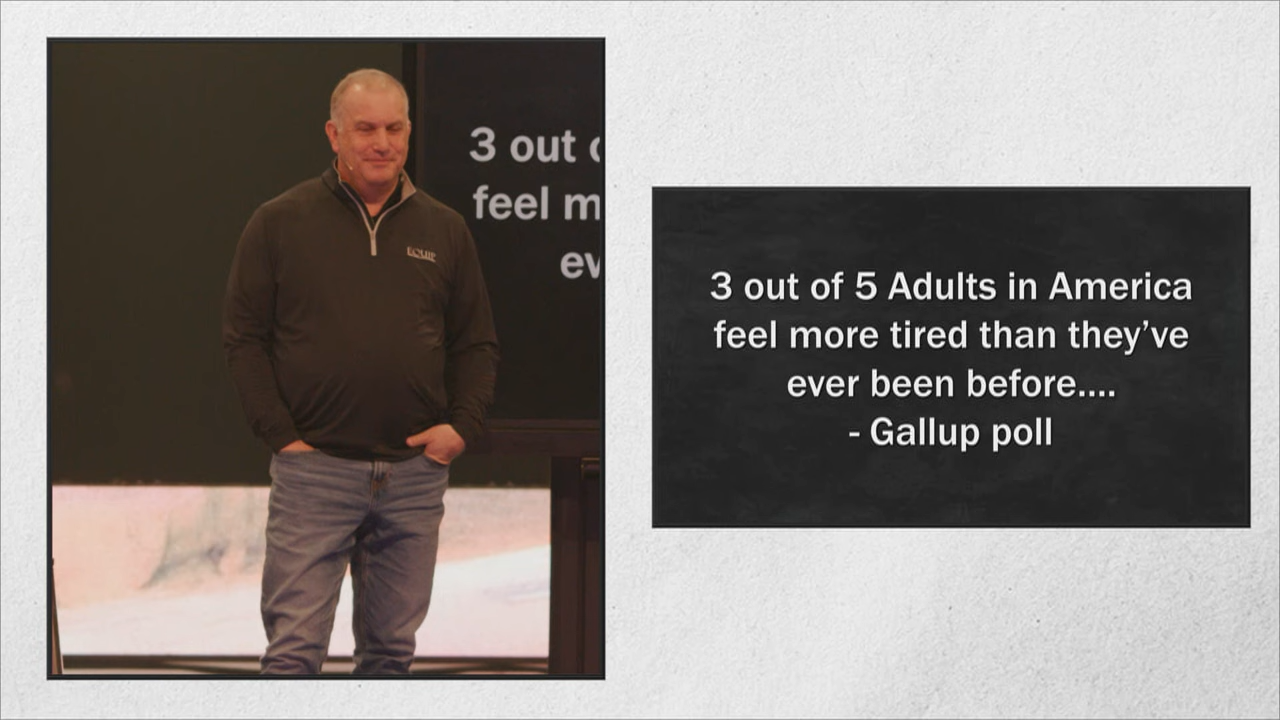 3 out
feel m
ev
EQUIP
3 out of 5 Adults in America
feel more tired than they’ve
ever been before....
- Gallup poll